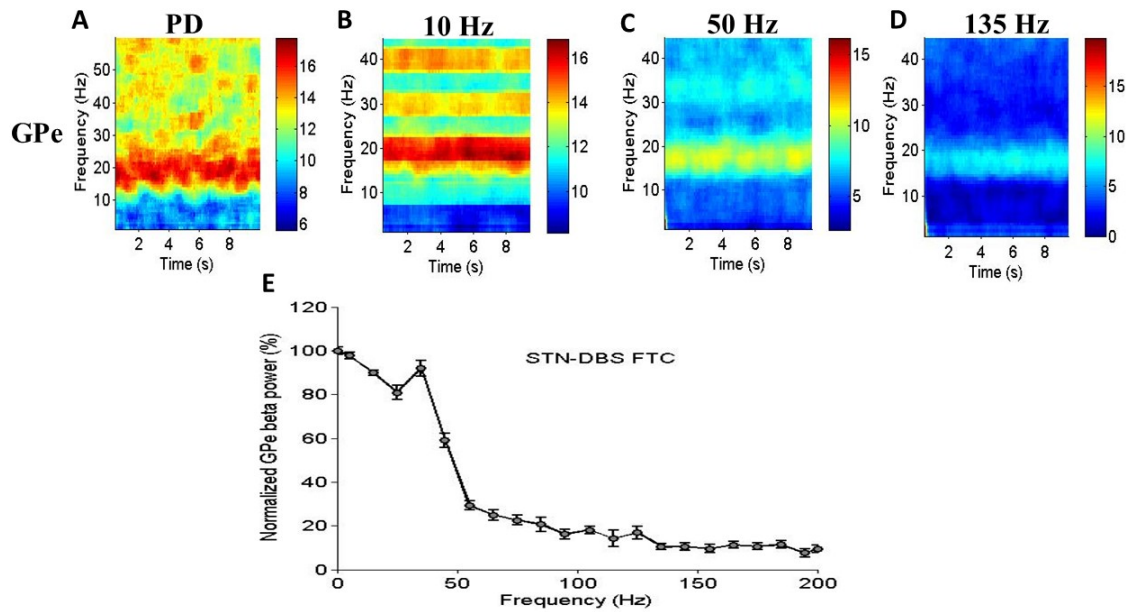 A PD
B 10 Hz
C 50 Hz
D 135 Hz
GPe
Frequency (Hz)
50
40
30
20
10
2 4 6 8
Time (s)
16
14
12
10
8
6
Frequency (Hz)
40
30
20
10
2 4 6 8
Time (s)
16
14
12
10
Frequency (Hz)
40
30
20
10
2 4 6 8
Time (s)
15
10
5
Frequency (Hz)
40
30
20
10
2 4 6 8
Time (s)
15
10
5
0
E
STN-DBS FTC
Normalized GPe beta power (%)
120
100
80
60
40
20
0
0 50 100 150 200
Frequency (Hz)